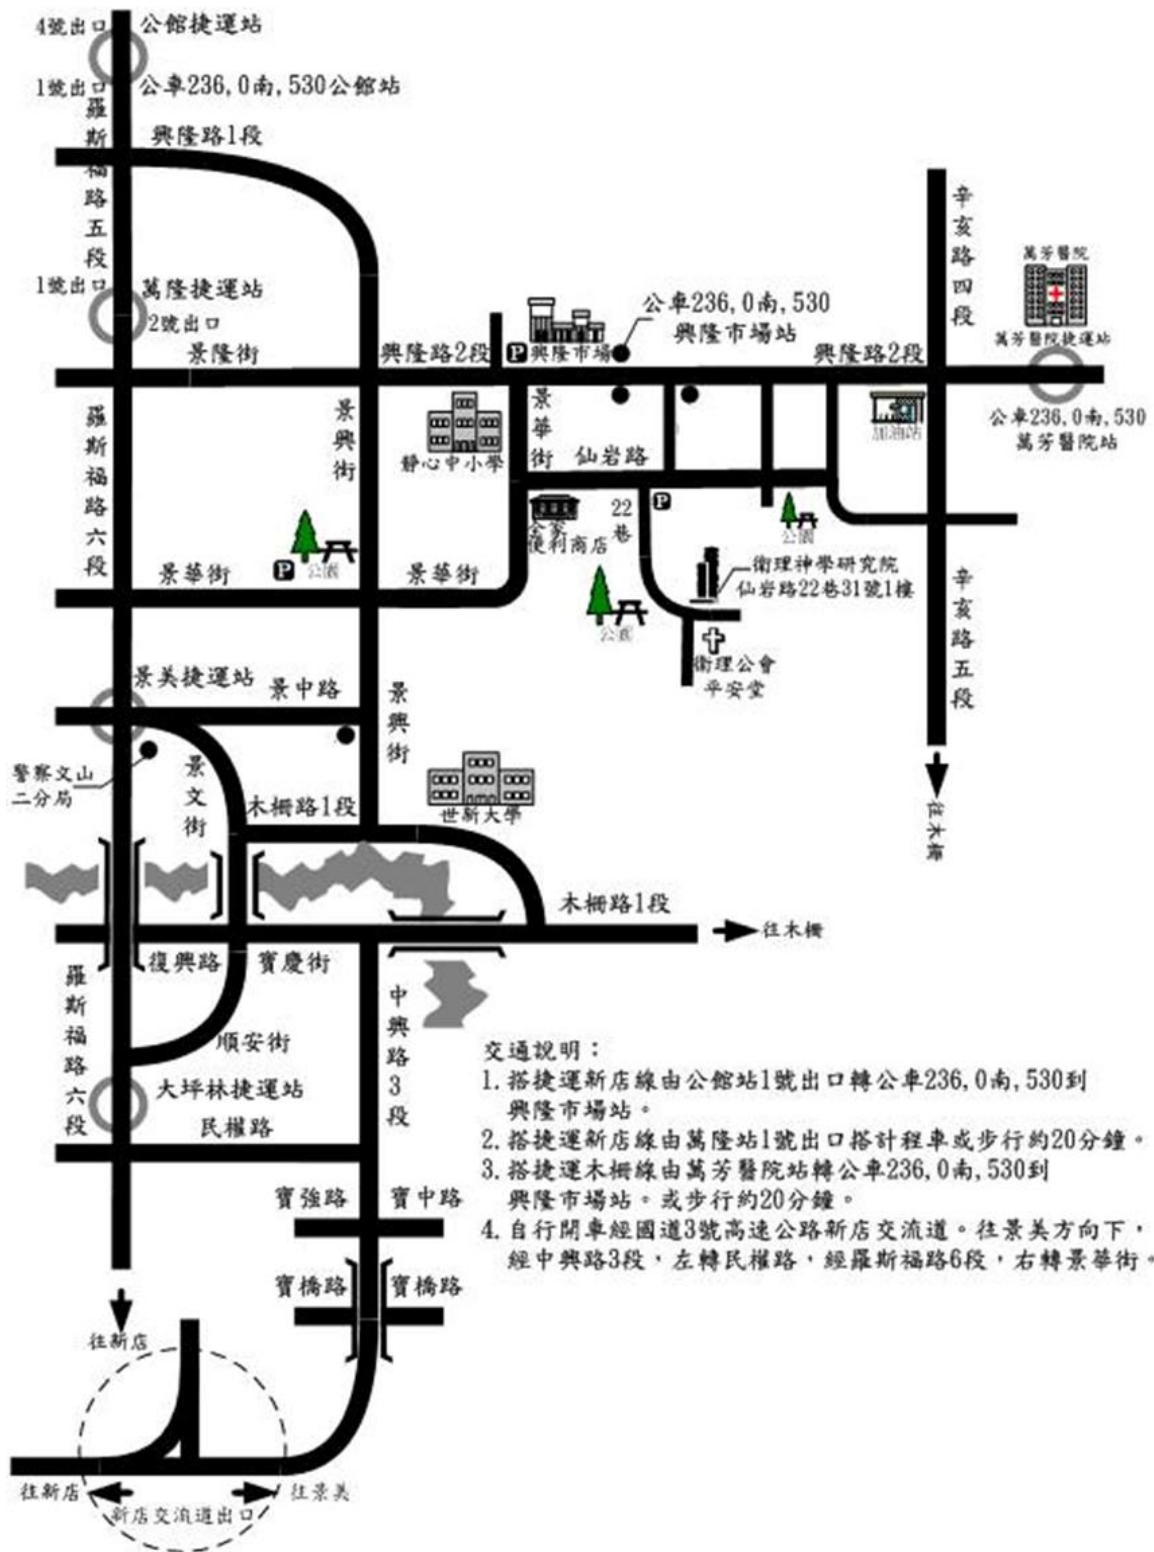 4號出口
公館捷運站
1號出口
公車236,0南,530公館站
羅斯福路五段
興隆路1段
辛亥路四段
萬芳醫院
萬芳醫院捷運站
1號出口
萬隆捷運站
2號出口
公車236,0南,530
興隆市場站
景隆街
興隆路2段
P
興隆市場
興隆路2段
公車236,0南,530
萬芳醫院站
羅斯福路六段
景興街
靜心中小學
景華街
仙岩路
加油站
全家
便利商店
22巷
P
公園
景華街
P
公園
景華街
公園
衛理神學研究院
仙岩路22巷31號1樓
衛理公會
平安堂
辛亥路五段
景美捷運站
景中路
景興街
警察文山
二分局
景文街
木柵路1段
世新大學
往木柵
木柵路1段
往木柵
復興路
寶慶街
羅斯福路六段
順安街
中興路3段
大坪林捷運站
民權路
交通說明：
1. 搭捷運新店線由公館站1號出口轉公車236,0南,530到
興隆市場站。
2. 搭捷運新店線由萬隆站1號出口搭計程車或步行約20分鐘。
3. 搭捷運木柵線由萬芳醫院站轉公車236,0南,530到
興隆市場站。或步行約20分鐘。
4. 自行開車經國道3號高速公路新店交流道。往景美方向下，
經中興路3段，左轉民權路，經羅斯福路6段，右轉景華街。
寶強路
寶中路
寶橋路
寶橋路
往新店
往新店
往景美
新店交流道出口